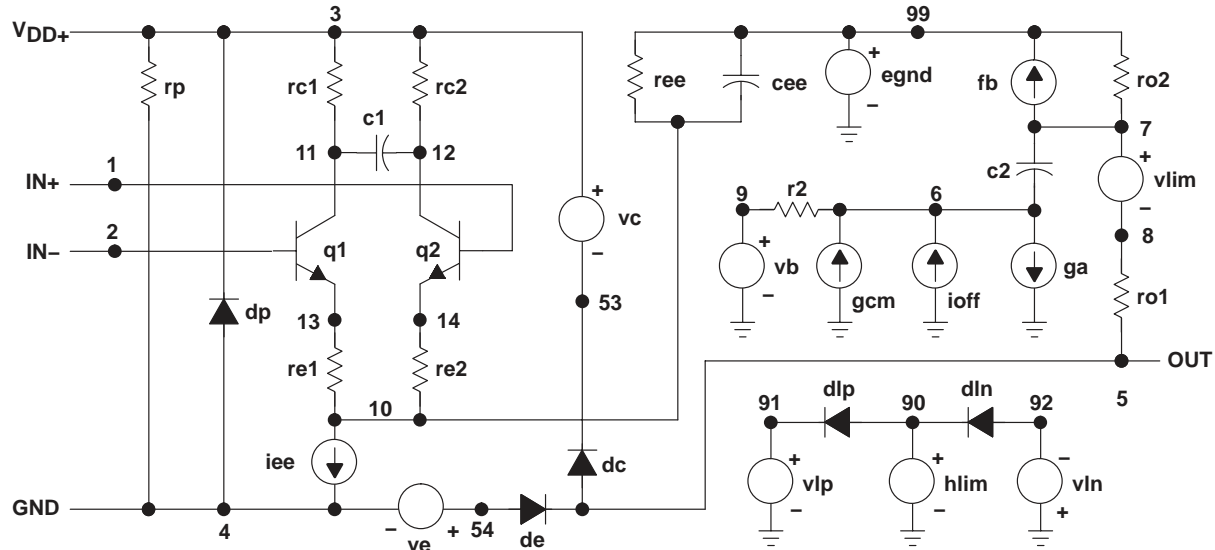 3
99
VDD+
rp
rc1
rc2
ree
cee
+
egnd
−
fb
ro2
c1
7
11
12
1
IN+
c2
+
vlim
−
9
r2
6
+
vc
−
2
IN−
q1
q2
8
+
vb
−
gcm
ioff
ga
ro1
dp
53
13
14
re1
re2
OUT
5
10
91
dlp
90
dln
92
iee
dc
+
vlp
−
+
hlim
−
−
vln
+
GND
4
−
ve
+
54
de